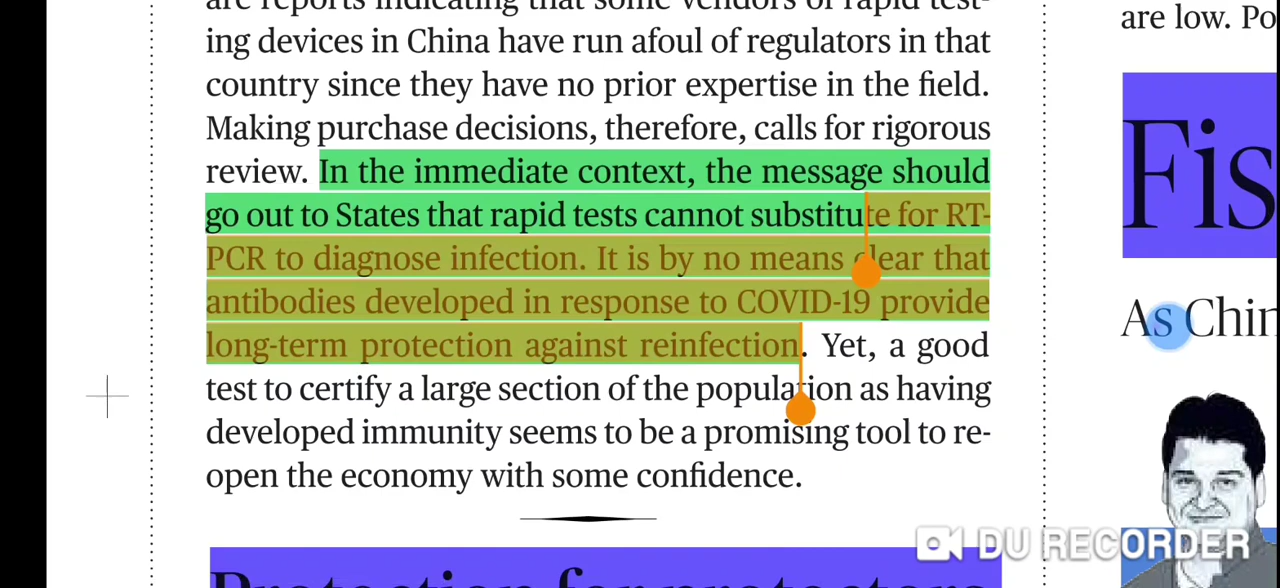 are reports indicating that some vendors of rapid test-
ing devices in China have run afoul of regulators in that
country since they have no prior expertise in the field.
Making purchase decisions, therefore, calls for rigorous
review. In the immediate context, the message should
go out to States that rapid tests cannot substitute for RT-
PCR to diagnose infection. It is by no means clear that
antibodies developed in response to COVID-19 provide
long-term protection against reinfection. Yet, a good
test to certify a large section of the population as having
developed immunity seems to be a promising tool to re-
open the economy with some confidence.
Protection for protectors
are low. Po
Fis
As Chin
DU RECORDER